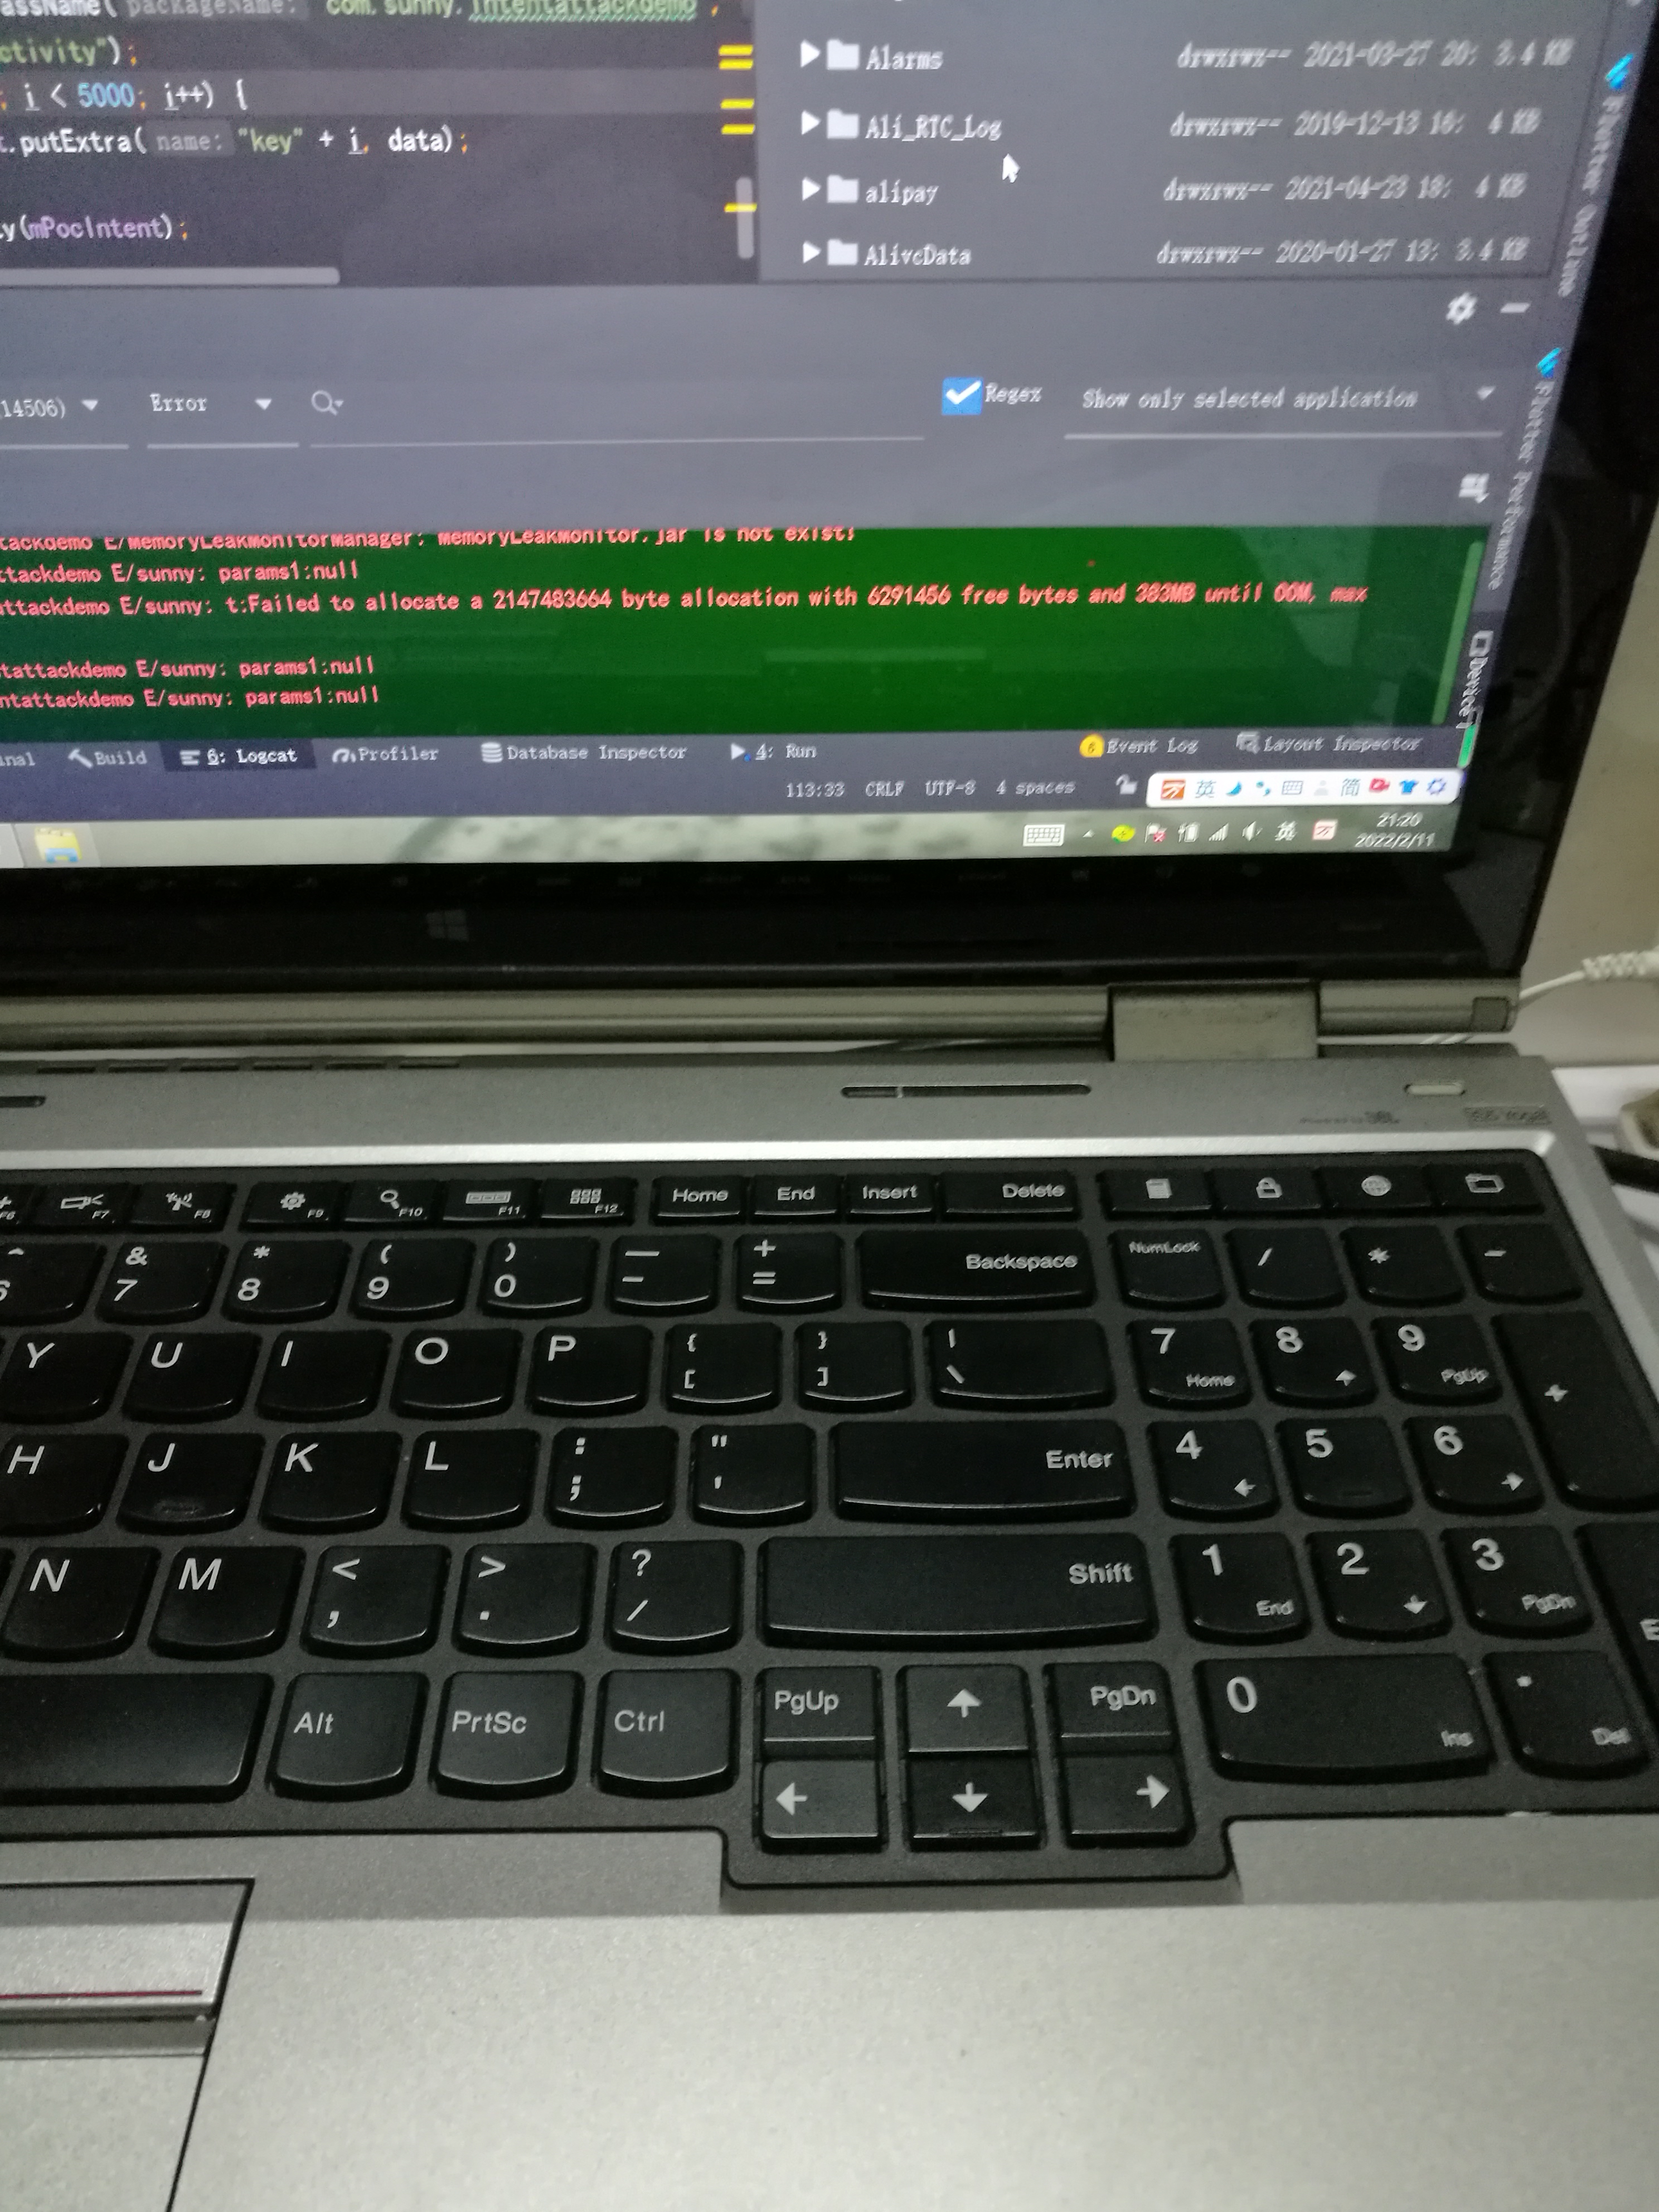 assName( packageName: "com.sunny.intentattackdemo",
ctivity");
; i < 5000; i++) {
t.putExtra( name: "key" + i, data);
y(mPocIntent);
Alarms drwxrwx-- 2021-03-27 20: 3.4 KB
Ali_RTC_Log drwxrwx-- 2019-12-13 16: 4 KB
alipay drwxrwx-- 2021-04-23 18: 4 KB
AlivcData drwxrwx-- 2020-01-27 13: 3.4 KB
Flutter Outline
Flutter Performance
14506) Error Regex Show only selected application
tackdemo E/MemoryLeakMonitorManager: MemoryLeakMonitor.jar is not exist!
ttackdemo E/sunny: params1:null
attackdemo E/sunny: t:Failed to allocate a 2147483664 byte allocation with 6291456 free bytes and 383MB until OOM, max
tattackdemo E/sunny: params1:null
ntattackdemo E/sunny: params1:null
Device
inal Build 6: Logcat Profiler Database Inspector 4: Run 6 Event Log Layout Inspector
113:33 CRLF UTF-8 4 spaces 英 简
英 21:20
2022/2/11
F6 F7 F8 F9 F10 F11 F12 Home End Insert Delete
^ & * ( ) — +
6 7 8 9 0 - = Backspace NumLock / * -
Y U I O P { [ } ] | \ 7 Home 8 9 PgUp +
H J K L : ; " ' Enter 4 5 6
N M < , > . ? / Shift 1 End 2 3 PgDn
Alt PrtSc Ctrl PgUp PgDn 0 Ins . Del